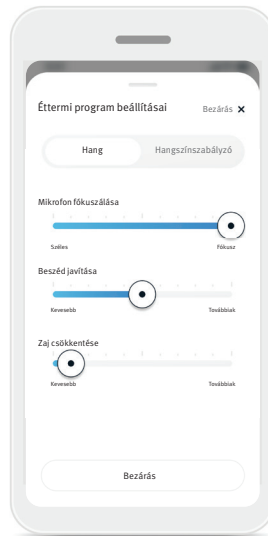 Éttermi program beállításai
Bezárás ×
Hang
Hangszínszabályzó
Mikrofon fókuszálása
Széles
Fókusz
Beszéd javítása
Kevesebb
Továbbiak
Zaj csökkentése
Kevesebb
Továbbiak
Bezárás